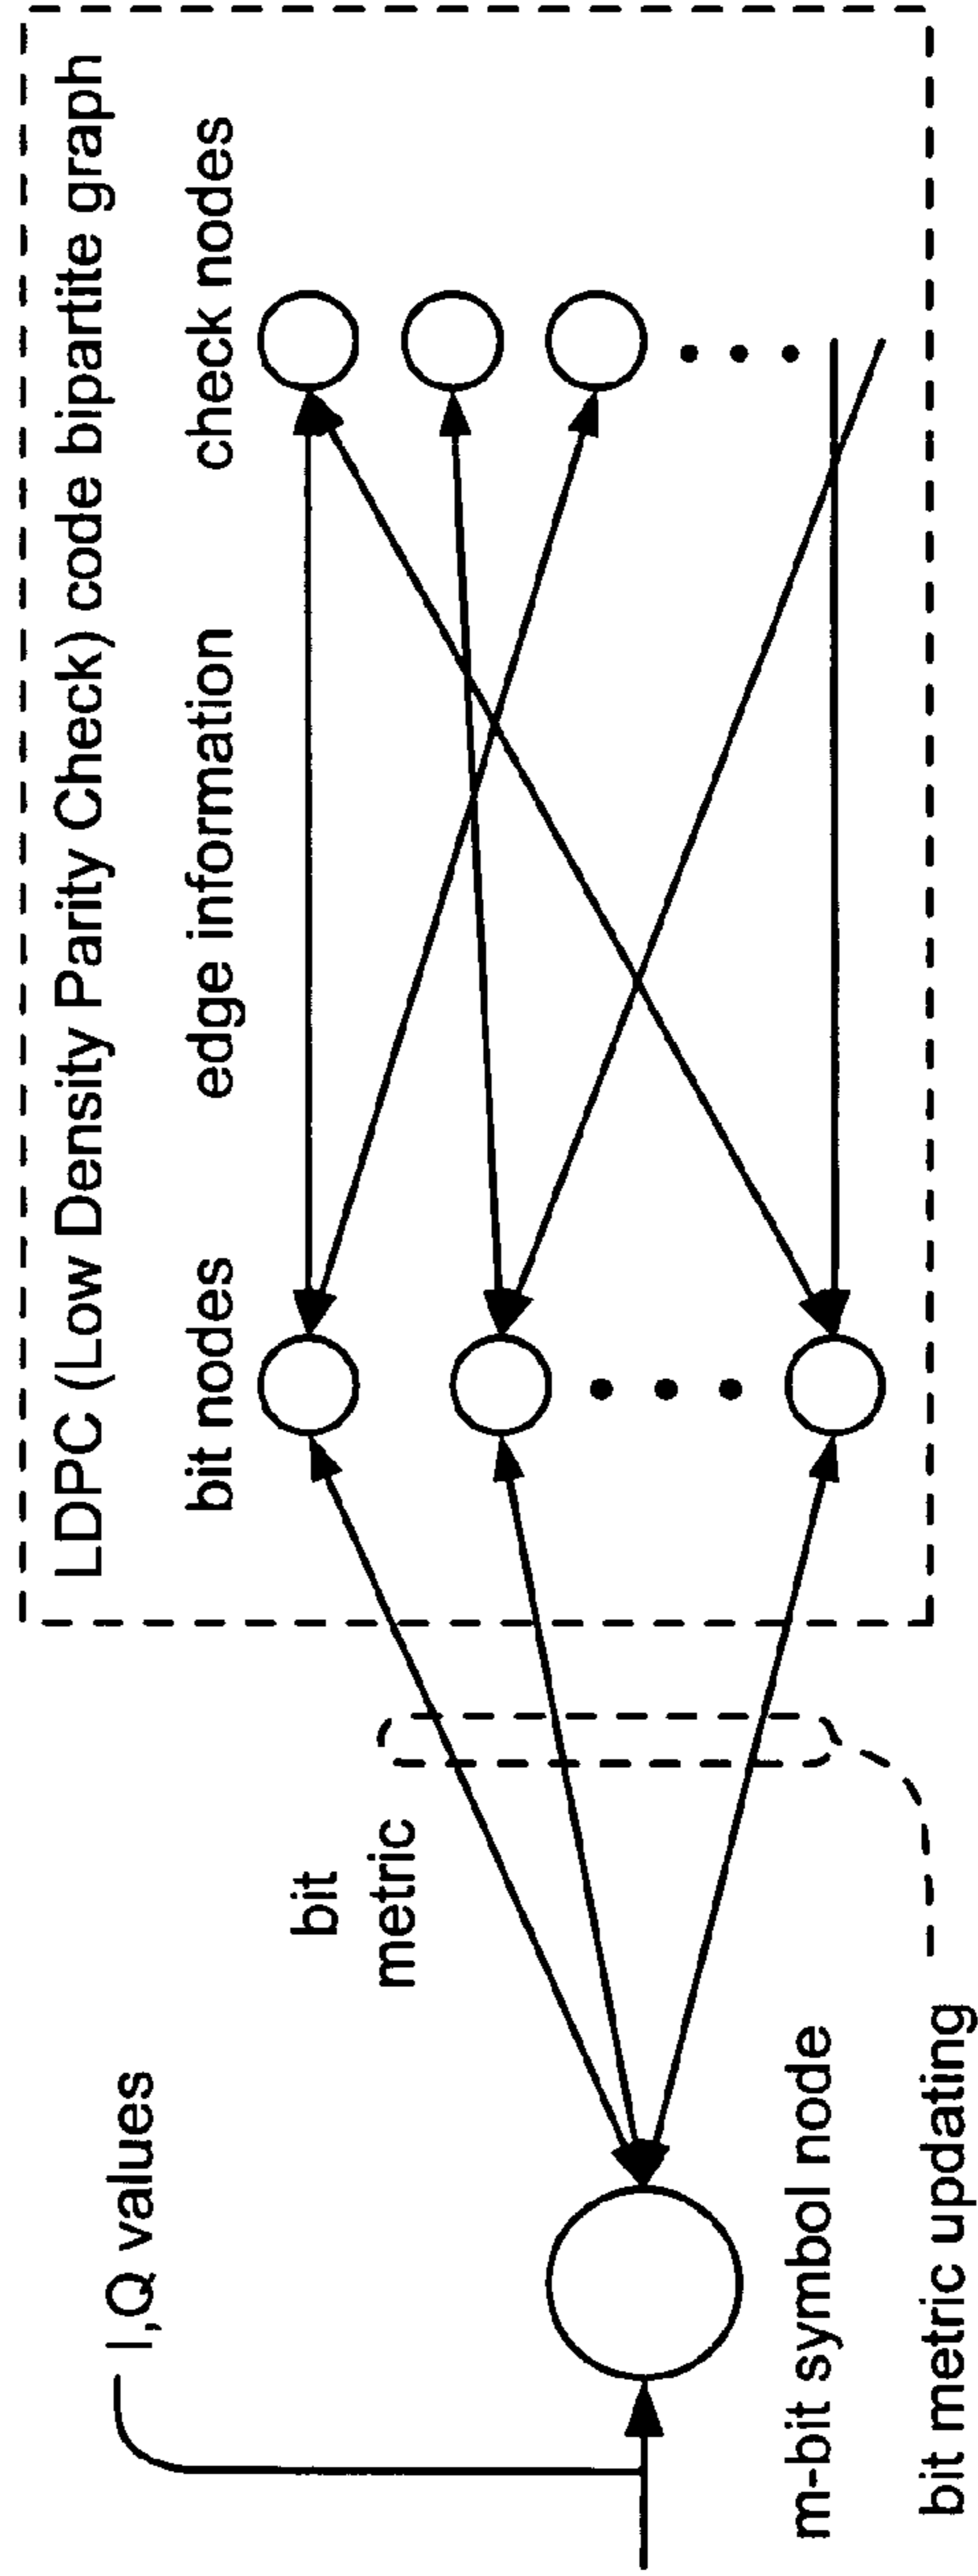 LDPC (Low Density Parity Check) code bipartite graph
I,Q values
bit nodes
edge information
check nodes
bit
metric
m-bit symbol node
bit metric updating